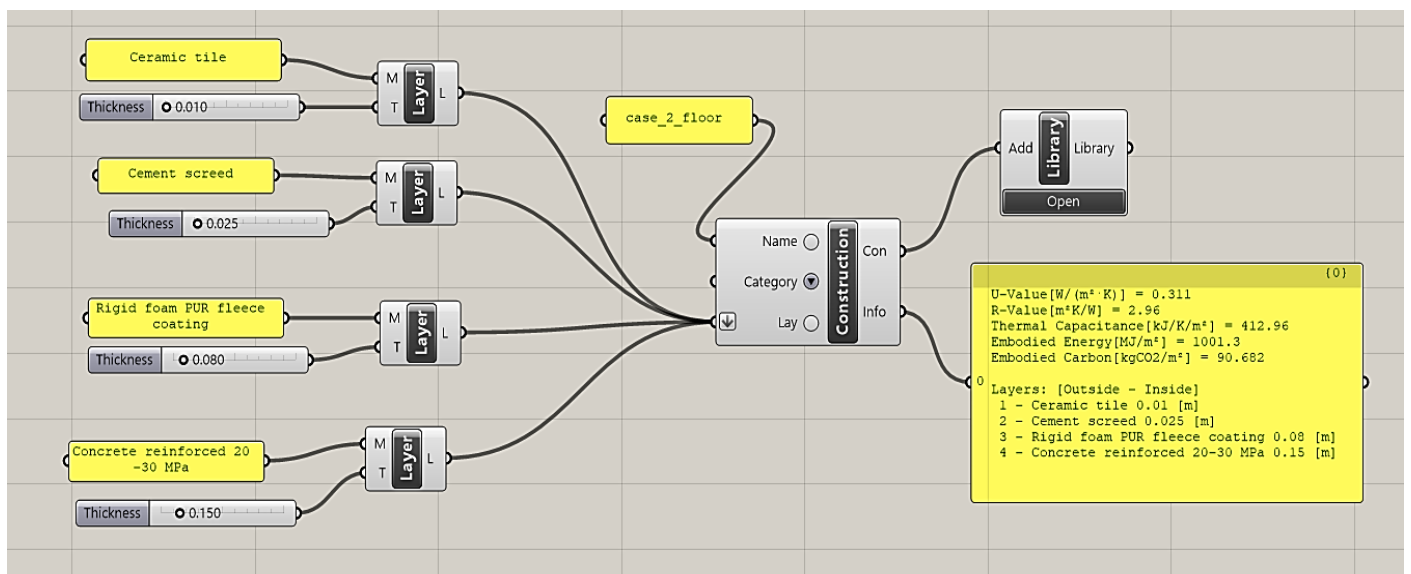 Ceramic tile
Thickness
0.010
M
T
Layer
L
Cement screed
Thickness
0.025
M
T
Layer
L
Rigid foam PUR fleece
coating
Thickness
0.080
M
T
Layer
L
Concrete reinforced 20
-30 MPa
Thickness
0.150
M
T
Layer
L
case_2_floor
Name
Category
Lay
Construction
Con
Info
Add
Library
Library
Open
{0}
0
U-Value[W/(m²·K)] = 0.311
R-Value[m²K/W] = 2.96
Thermal Capacitance[kJ/K/m²] = 412.96
Embodied Energy[MJ/m²] = 1001.3
Embodied Carbon[kgCO2/m²] = 90.682
Layers: [Outside - Inside]
1 - Ceramic tile 0.01 [m]
2 - Cement screed 0.025 [m]
3 - Rigid foam PUR fleece coating 0.08 [m]
4 - Concrete reinforced 20-30 MPa 0.15 [m]